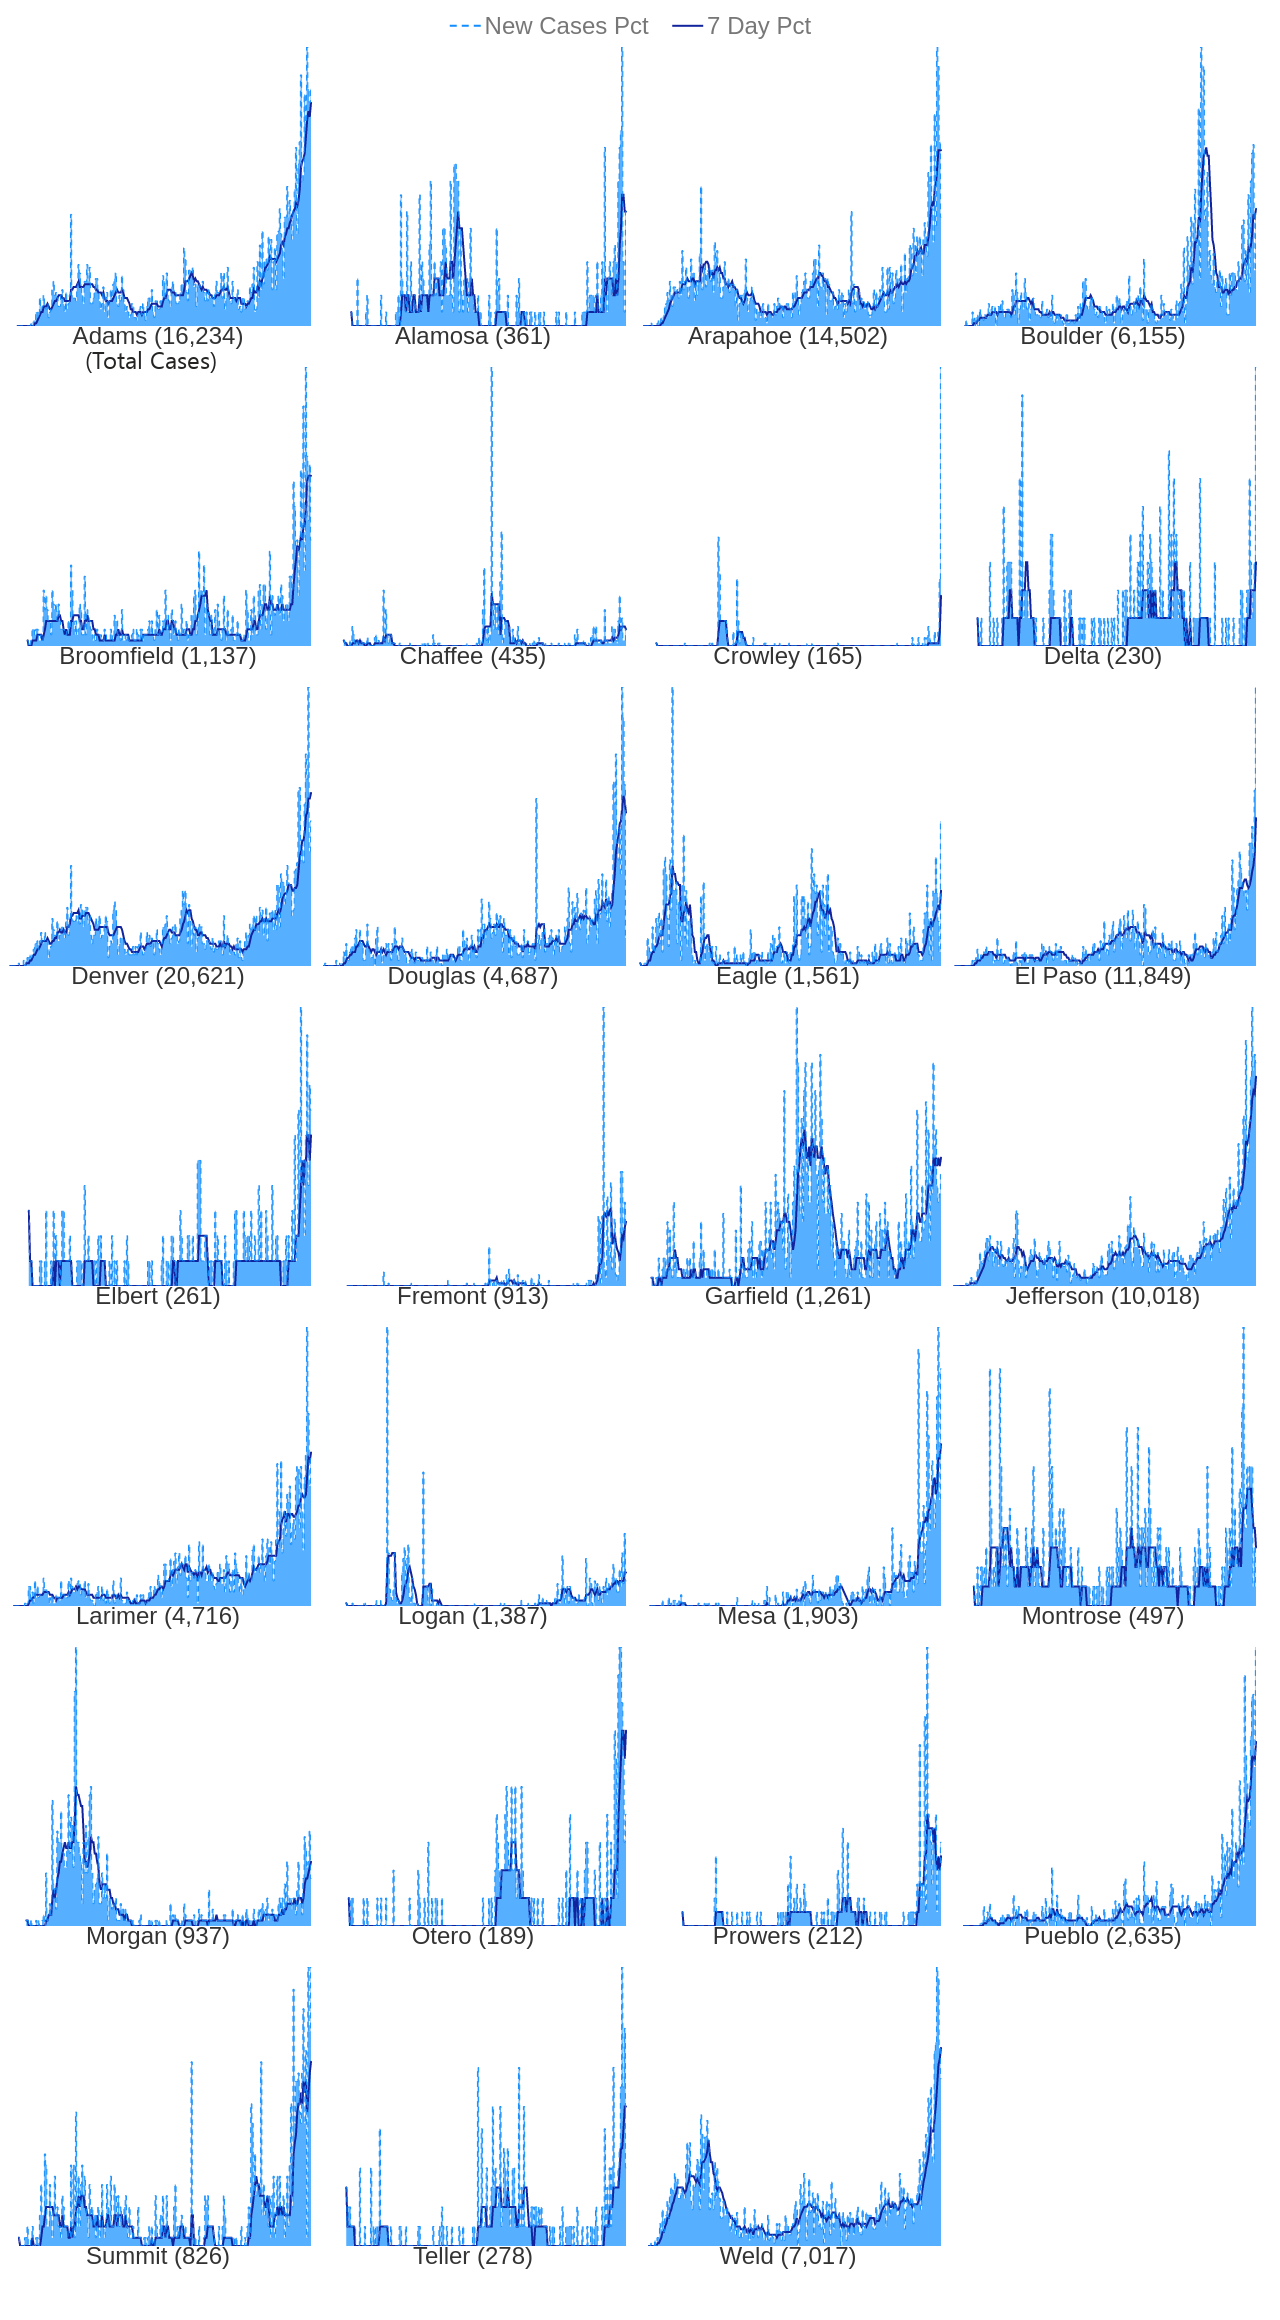 New Cases Pct 7 Day Pct
Adams (16,234) Alamosa (361) Arapahoe (14,502) Boulder (6,155)
(Total Cases)
Broomfield (1,137) Chaffee (435) Crowley (165) Delta (230)
Denver (20,621) Douglas (4,687) Eagle (1,561) El Paso (11,849)
Elbert (261) Fremont (913) Garfield (1,261) Jefferson (10,018)
Larimer (4,716) Logan (1,387) Mesa (1,903) Montrose (497)
Morgan (937) Otero (189) Prowers (212) Pueblo (2,635)
Summit (826) Teller (278) Weld (7,017)